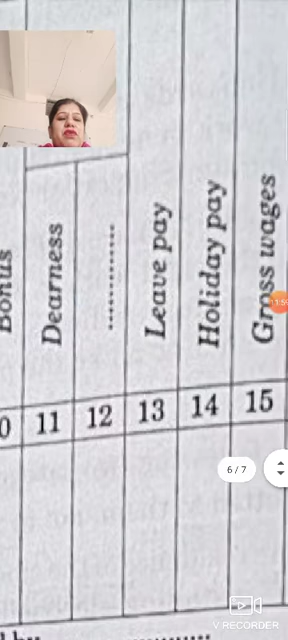 Bonus
Dearness
............
Leave pay
Holiday pay
Gross wages
0 11 12 13 14 15
6 / 7
V RECORDER